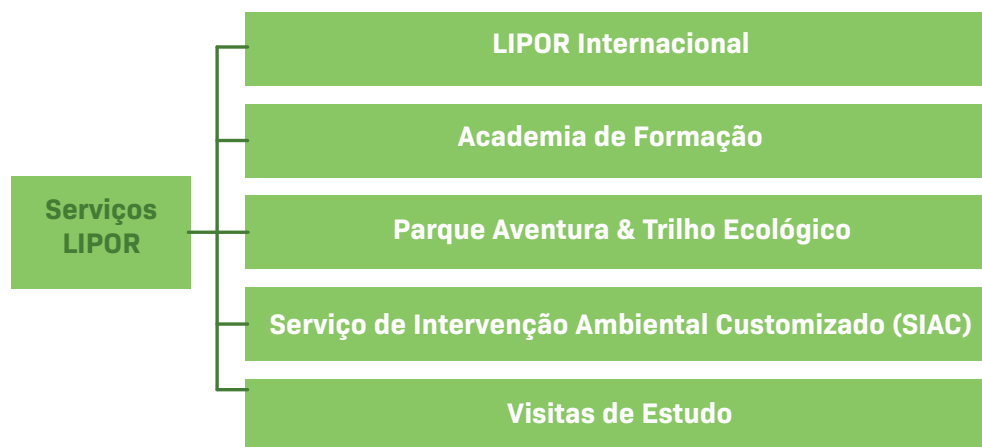 Serviços
LIPOR
LIPOR Internacional
Academia de Formação
Parque Aventura & Trilho Ecológico
Serviço de Intervenção Ambiental Customizado (SIAC)
Visitas de Estudo